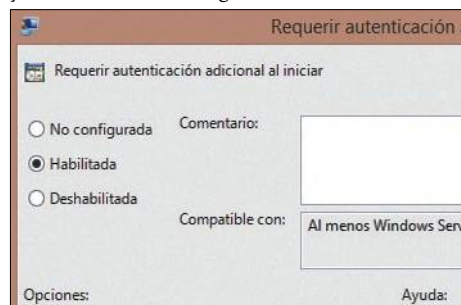 Requerir autenticación
Requerir autenticación adicional al iniciar
No configurada
Comentario:
Habilitada
Deshabilitada
Compatible con:
Al menos Windows
Opciones:
Ayuda: